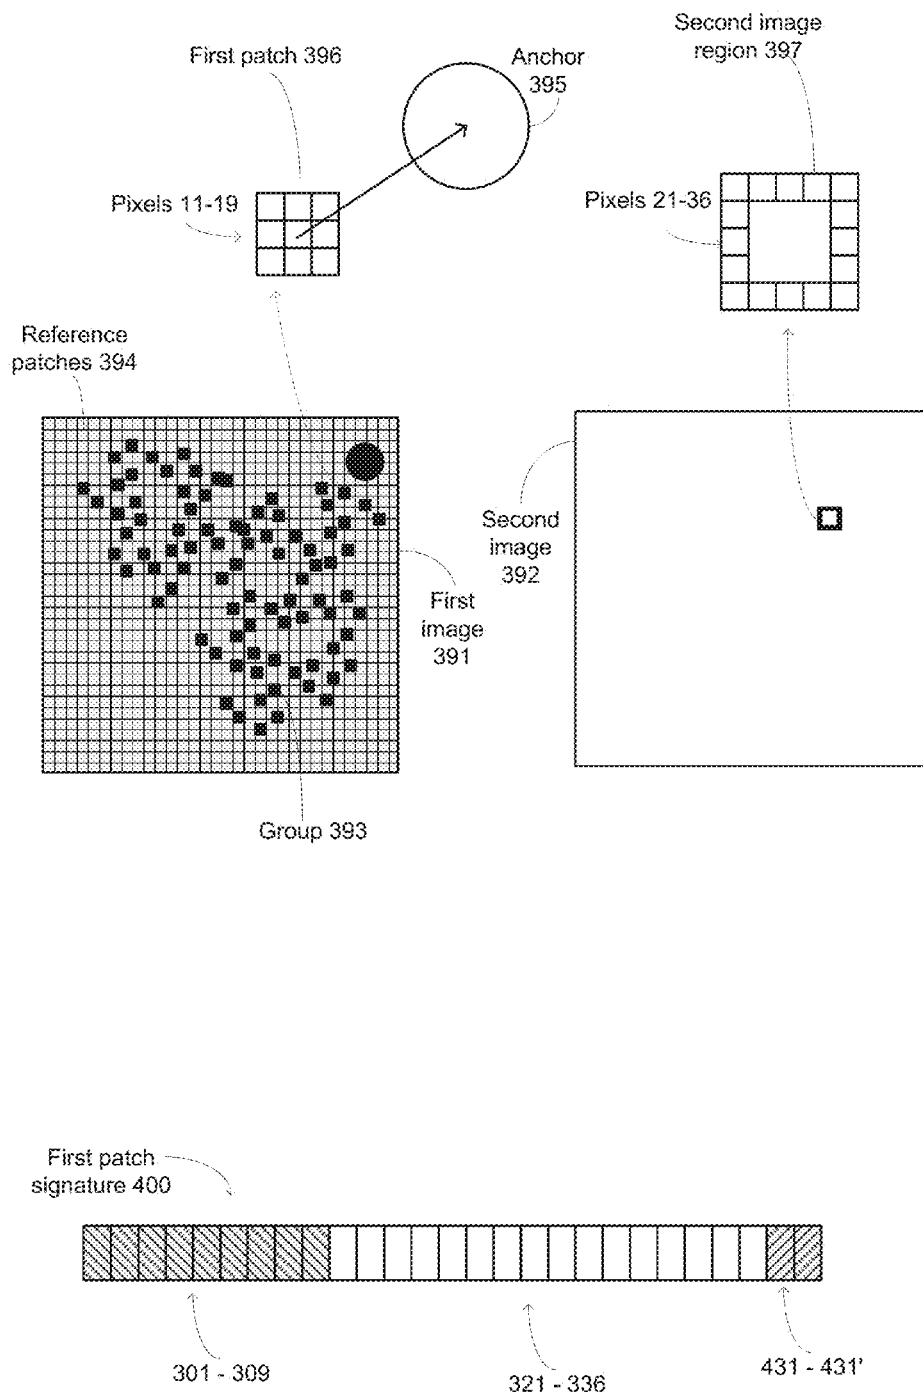 Second image
region 397
First patch 396
Anchor
395
Pixels 11-19
Pixels 21-36
Reference
patches 394
Second
image
392
First
image
391
Group 393
First patch
signature 400
301 - 309
321 - 336
431 - 431'